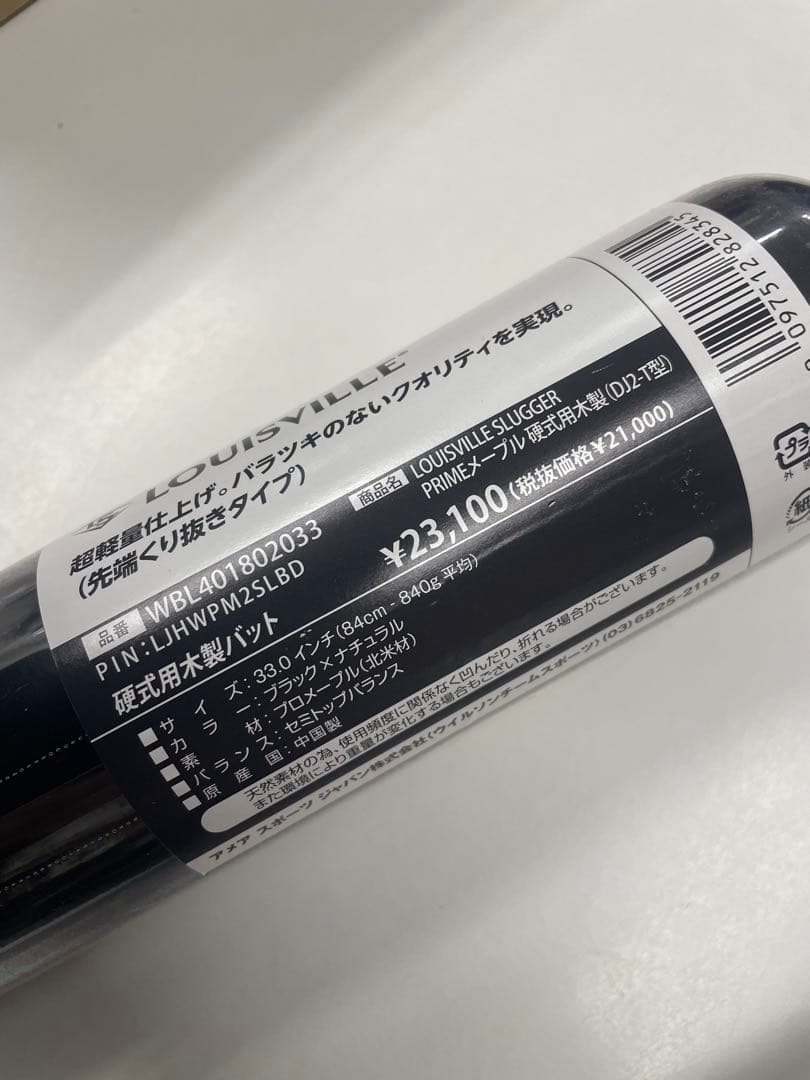 LOUISVILLE
超軽量仕上げ。バラツキのないクオリティを実現。
(先端くり抜きタイプ)
品番 WBL401802033
PIN:LJHWPM2SLBD
商品名 LOUISVILLE SLUGGER
PRIMEメープル 硬式用木製(DJ2-T型)
¥23,100(税抜価格¥21,000)
硬式用木製バット
■サイズ:33.0 インチ(84cm - 840g 平均)
■カラー:ブラック×ナチュラル
■素材:プロメープル(北米材)
■バランス:セミトップバランス
■原産国:中国製
天然素材の為、使用頻度に関係なく凹んだり、折れる場合がございます。
また環境により重量が変化する場合もございます。
アメア スポーツ ジャパン株式会社(ウイルソンチームスポーツ) (03) 6825-2119
0 097512 828345
プラ
外
紙